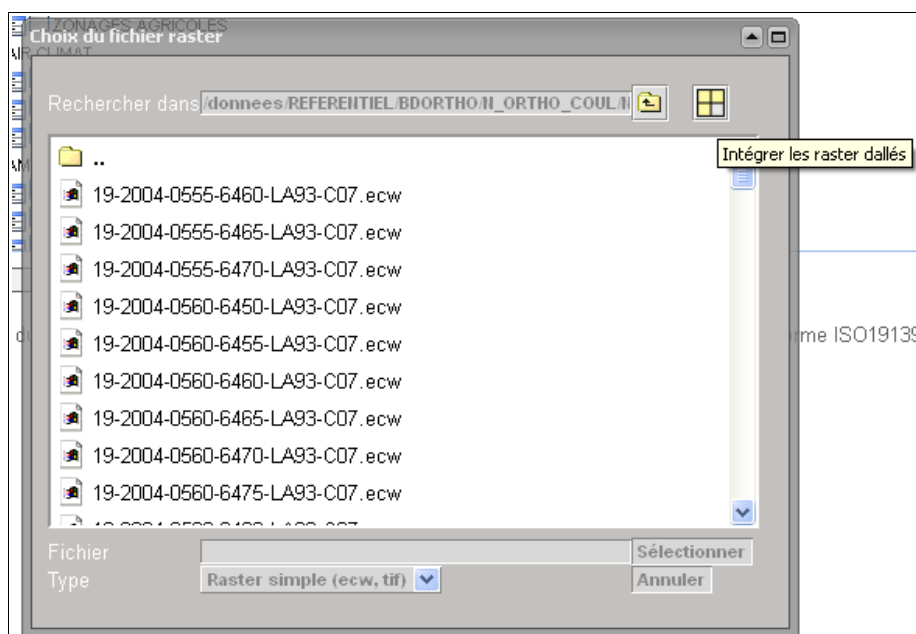 ZONAGES AGRICOLES
Choix du fichier raster
AIR CLIMAT
Rechercher dans /donnees/REFERENTIEL/BDORTHO/N_ORTHO_COUL/
Intégrer les raster dallés
..
19-2004-0555-6460-LA93-C07.ecw
19-2004-0555-6465-LA93-C07.ecw
19-2004-0555-6470-LA93-C07.ecw
19-2004-0560-6450-LA93-C07.ecw
19-2004-0560-6455-LA93-C07.ecw
rme ISO19139
19-2004-0560-6460-LA93-C07.ecw
19-2004-0560-6465-LA93-C07.ecw
19-2004-0560-6470-LA93-C07.ecw
19-2004-0560-6475-LA93-C07.ecw
Fichier Sélectionner
Type Raster simple (ecw, tif) Annuler